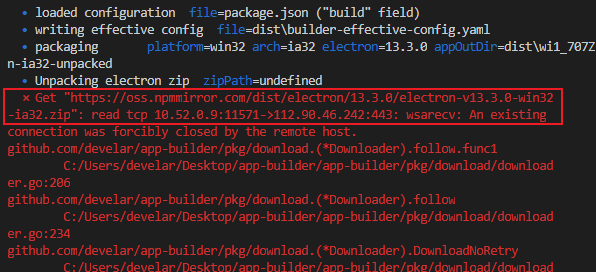 • loaded configuration  file=package.json ("build" field)
• writing effective config  file=dist\builder-effective-config.yaml
• packaging       platform=win32 arch=ia32 electron=13.3.0 appOutDir=dist\wi1_707Z
n-ia32-unpacked
• Unpacking electron zip  zipPath=undefined
⨯ Get "https://oss.npmmirror.com/dist/electron/13.3.0/electron-v13.3.0-win32
-ia32.zip": read tcp 10.52.0.9:11571->112.90.46.242:443: wsarecv: An existing
connection was forcibly closed by the remote host.
github.com/develar/app-builder/pkg/download.(*Downloader).follow.func1
C:/Users/develar/Desktop/app-builder/pkg/download/download
er.go:206
github.com/develar/app-builder/pkg/download.(*Downloader).follow
C:/Users/develar/Desktop/app-builder/pkg/download/download
er.go:234
github.com/develar/app-builder/pkg/download.(*Downloader).DownloadNoRetry
C:/Users/develar/Desktop/app-builder/pkg/download/download